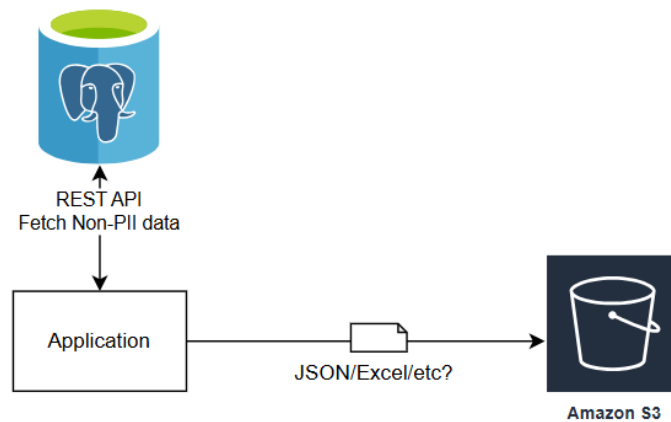 REST API
Fetch Non-PII data
Application
JSON/Excel/etc?
Amazon S3